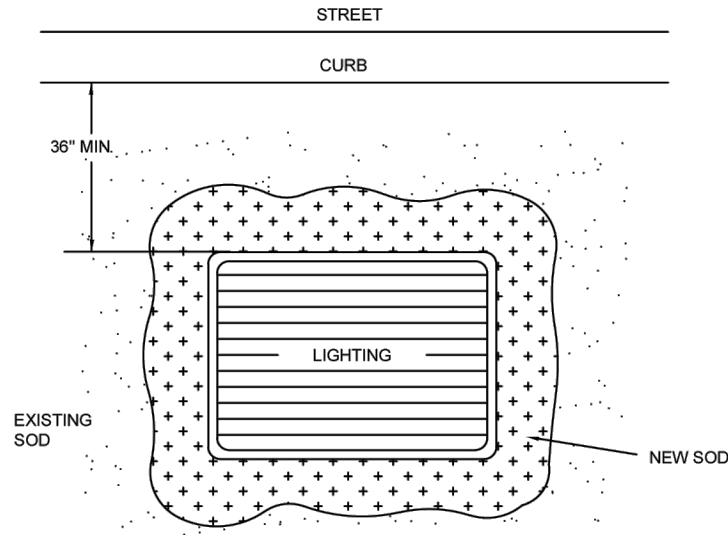 STREET
CURB
36" MIN.
LIGHTING
EXISTING
SOD
NEW SOD